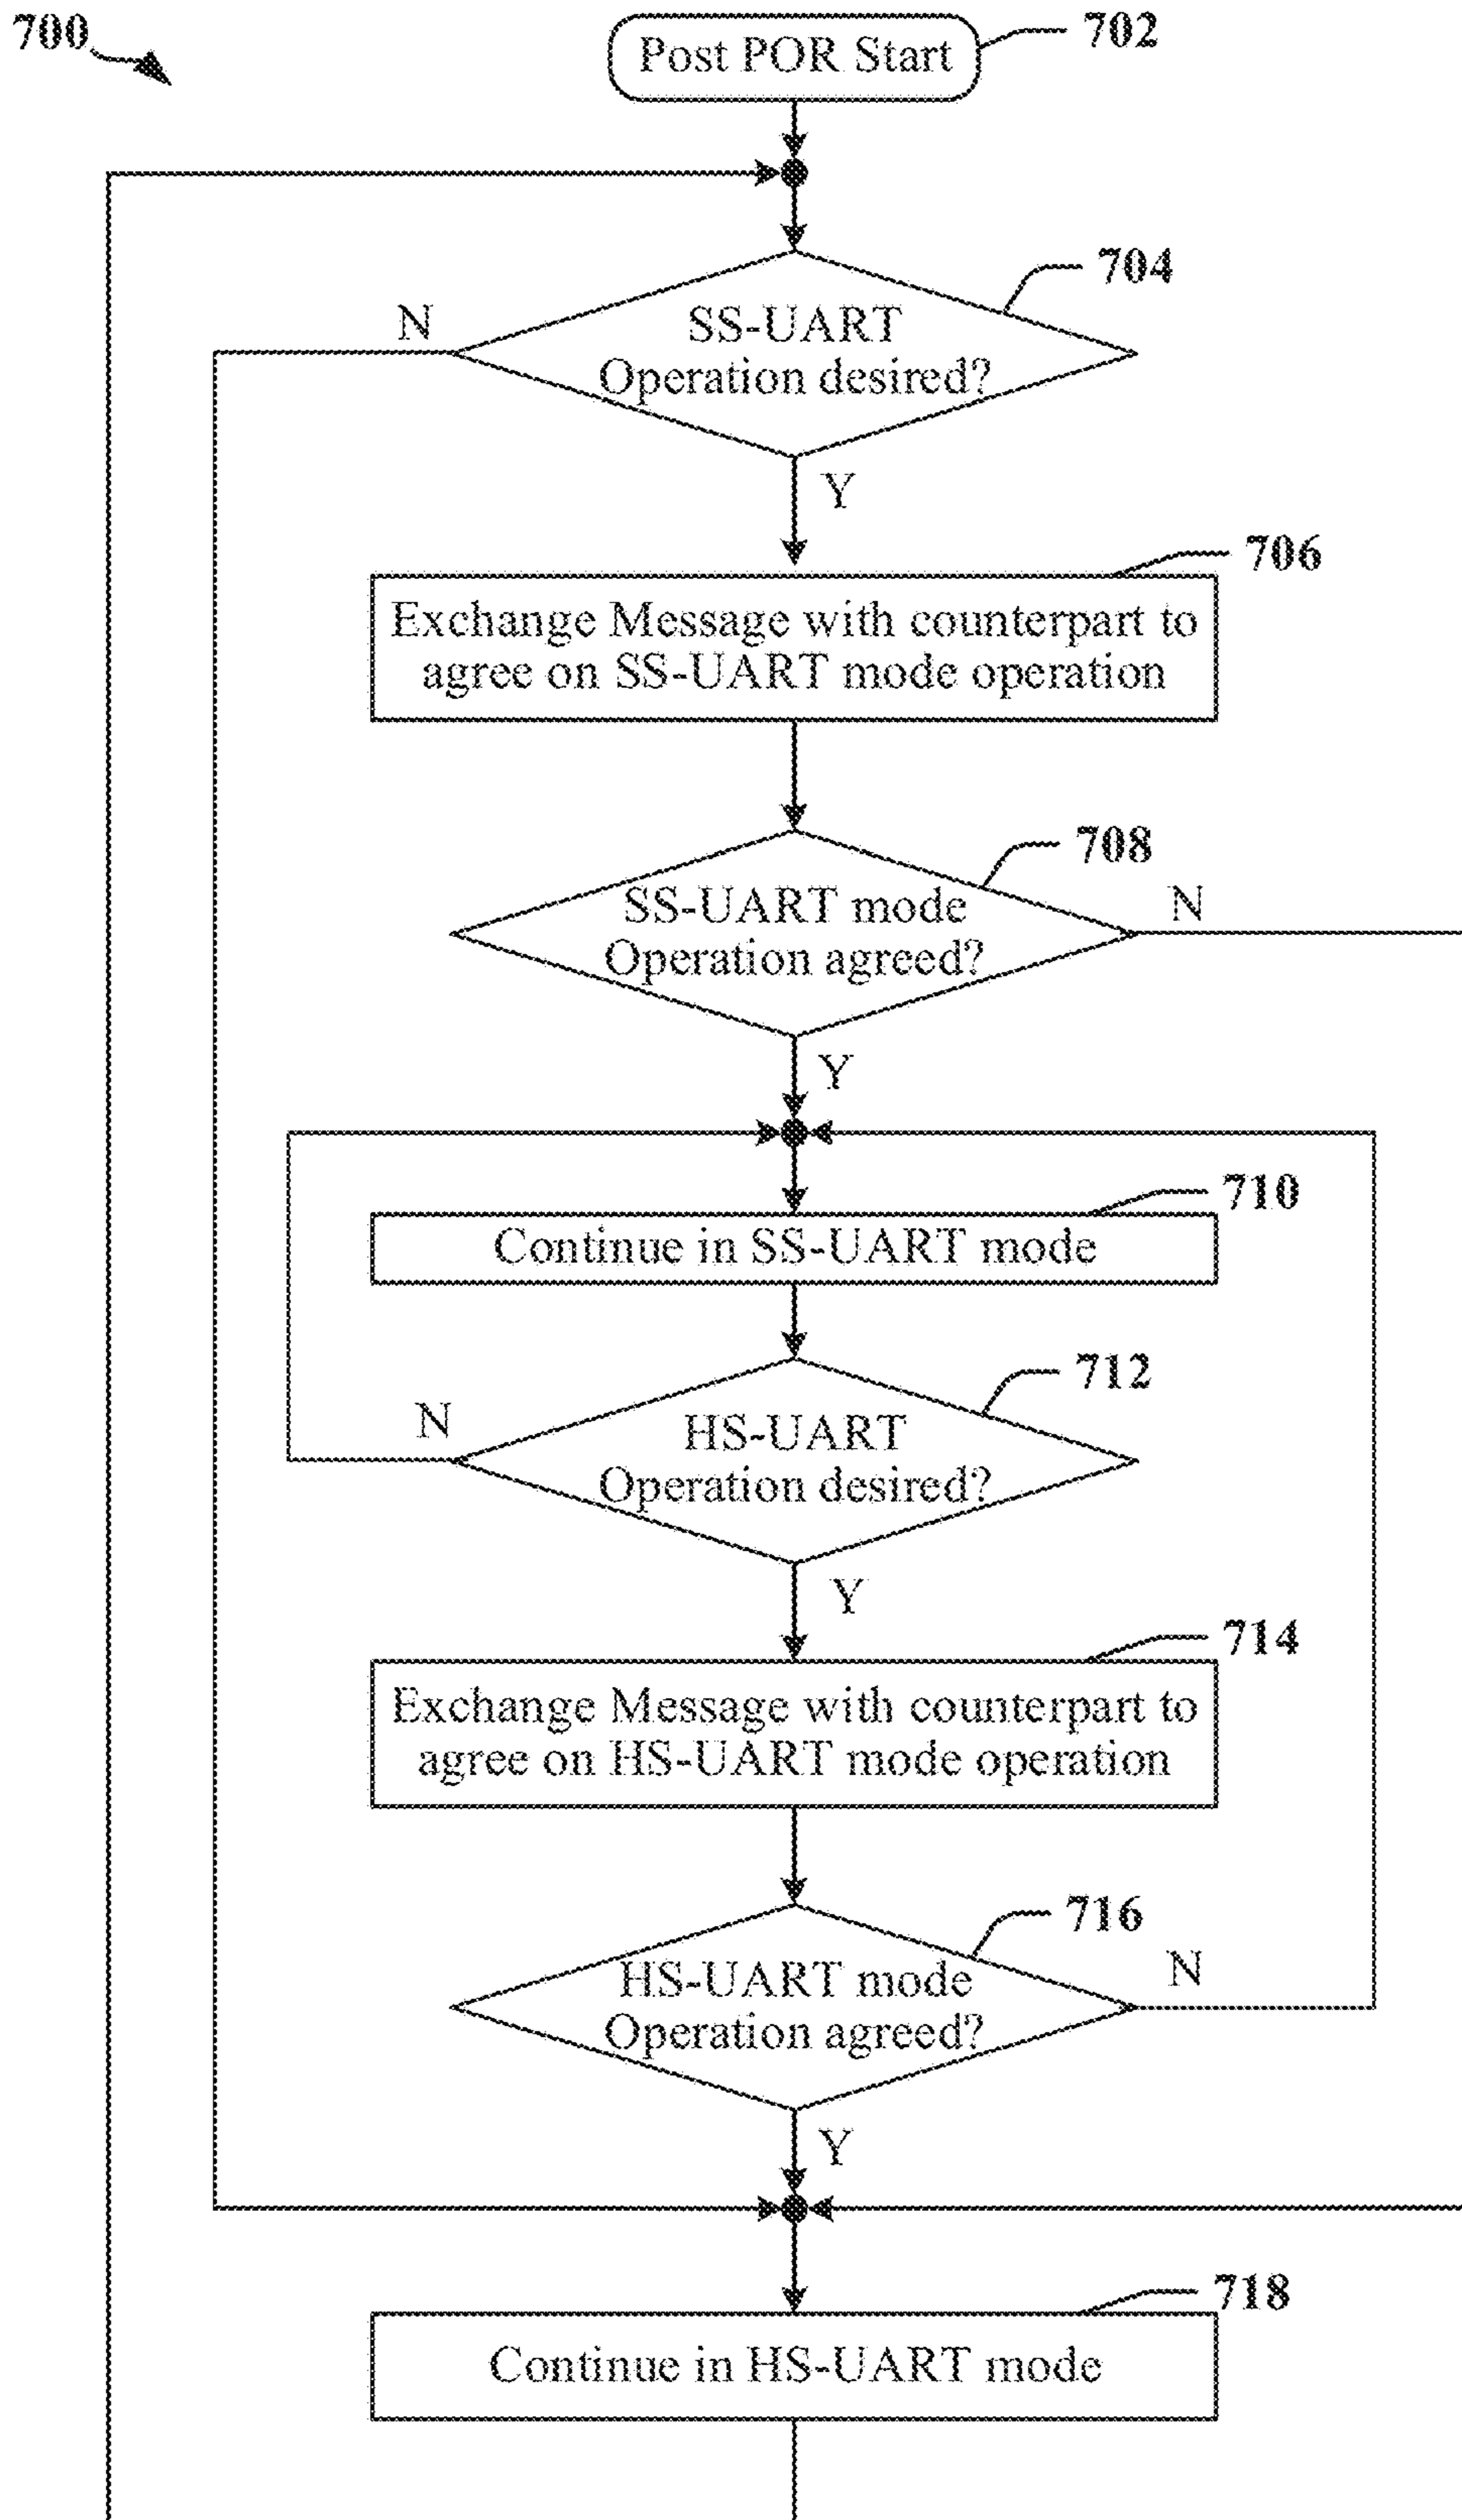 700
Post POR Start
702
704
N
SS-UART
Operation desired?
Y
706
Exchange Message with counterpart to
agree on SS-UART mode operation
708
SS-UART mode
N
Operation agreed?
Y
710
Continue in SS-UART mode
712
N
HS-UART
Operation desired?
Y
714
Exchange Message with counterpart to
agree on HS-UART mode operation
716
HS-UART mode
N
Operation agreed?
Y
718
Continue in HS-UART mode